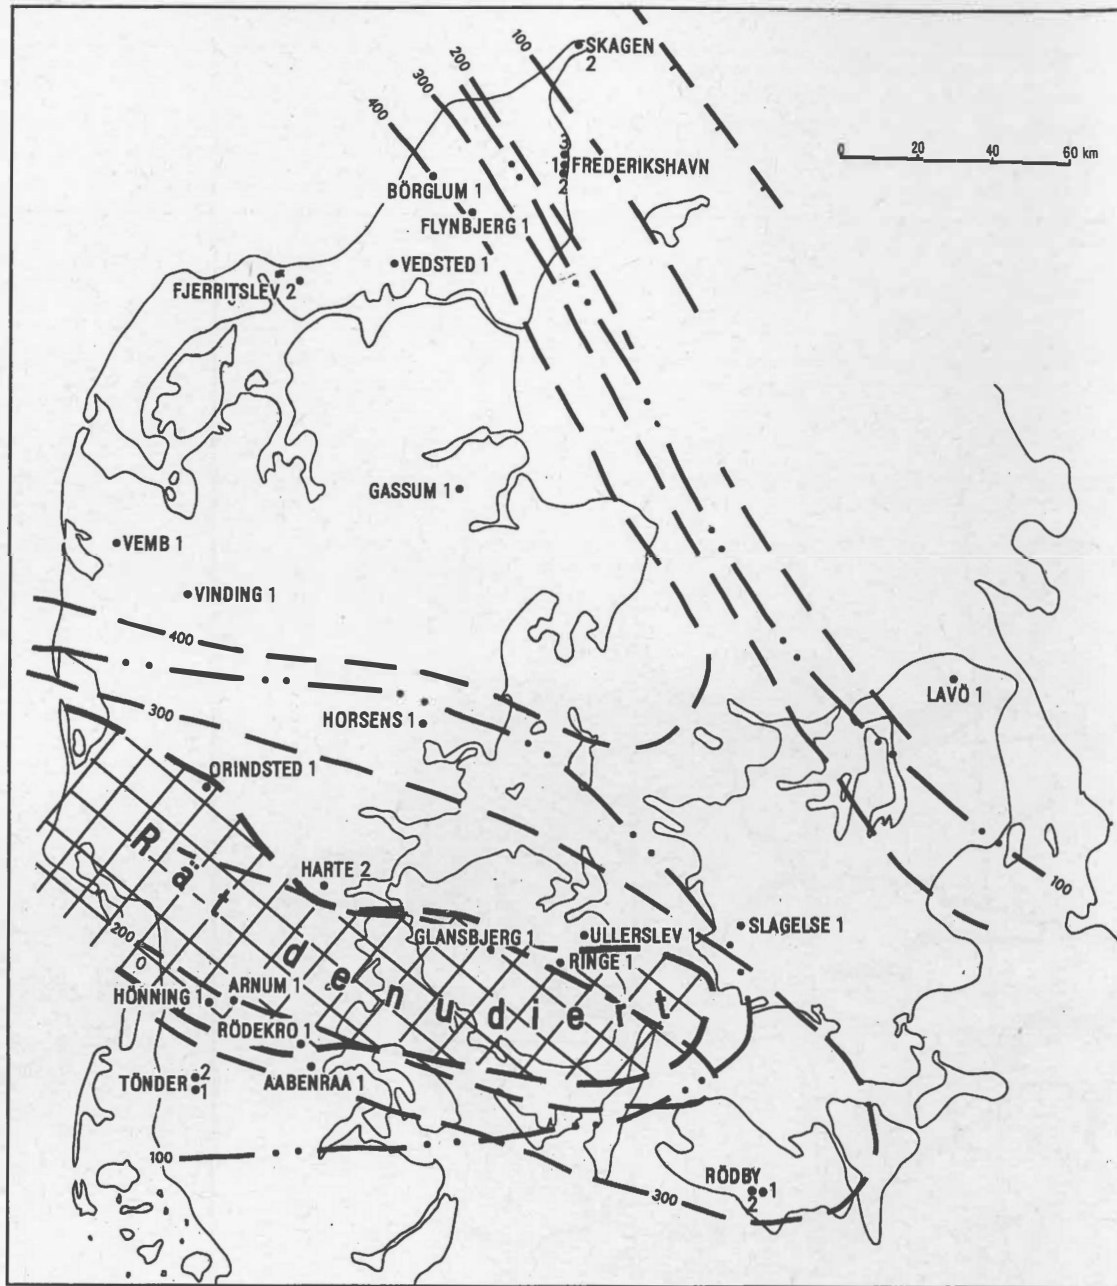 100
200
300
400
SKAGEN
2
3
1 FREDERIKSHAVN
2
0 20 40 60 km
BÖRGLUM 1
FLYNBJERG 1
VEDSTED 1
FJERRITSLEV 2
GASSUM 1
VEMB 1
VINDING 1
400
LAVÖ 1
300
HORSENS 1
ORINDSTED 1
Rät denudiert
HARTE 2
100
SLAGELSE 1
GLANSBJERG 1
ULLERSLEV 1
RINGE 1
200
0
ARNUM 1
HÖNNING 1
RÖDEKRO 1
AABENRAA 1
TÖNDER 2
1
100
RÖDBY
2 1
300